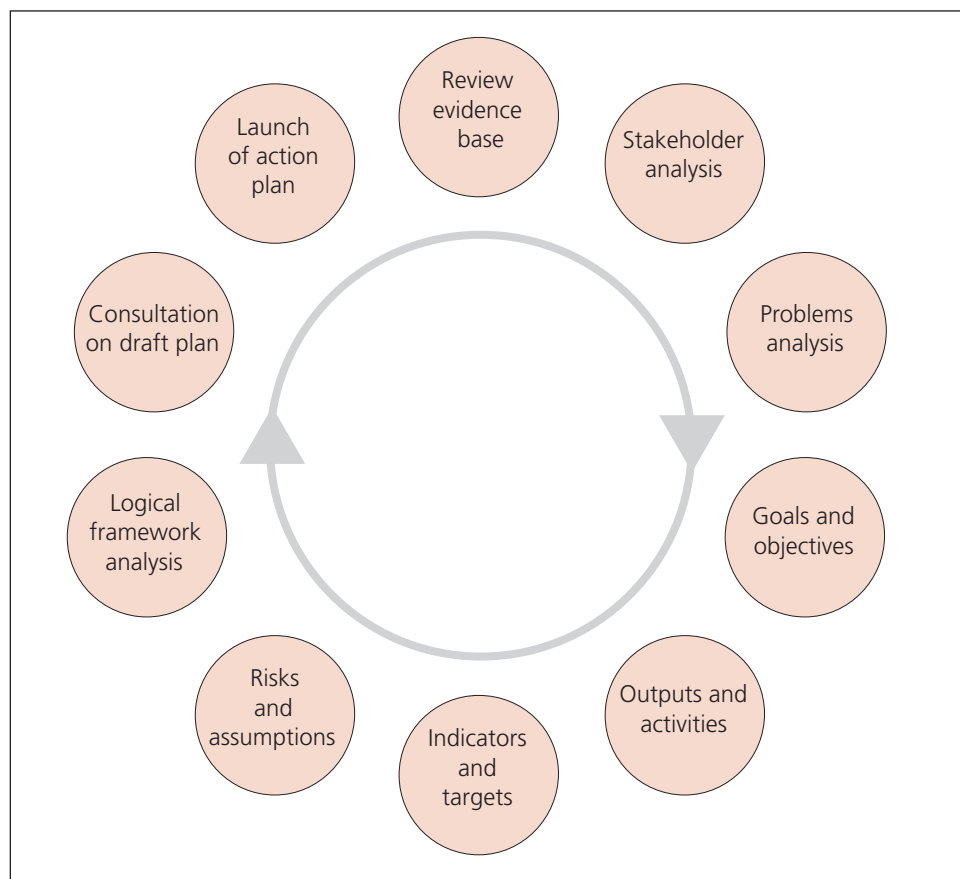 Review
evidence
base
Stakeholder
analysis
Problems
analysis
Goals and
objectives
Outputs and
activities
Indicators
and
targets
Risks
and
assumptions
Logical
framework
analysis
Consultation
on draft plan
Launch
of action
plan